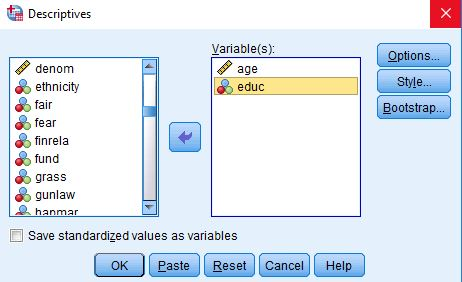 Descriptives
Variable(s):
denom
ethnicity
fair
fear
finrela
fund
grass
gunlaw
hapmar
age
educ
Options...
Style...
Bootstrap...
Save standardized values as variables
OK Paste Reset Cancel Help